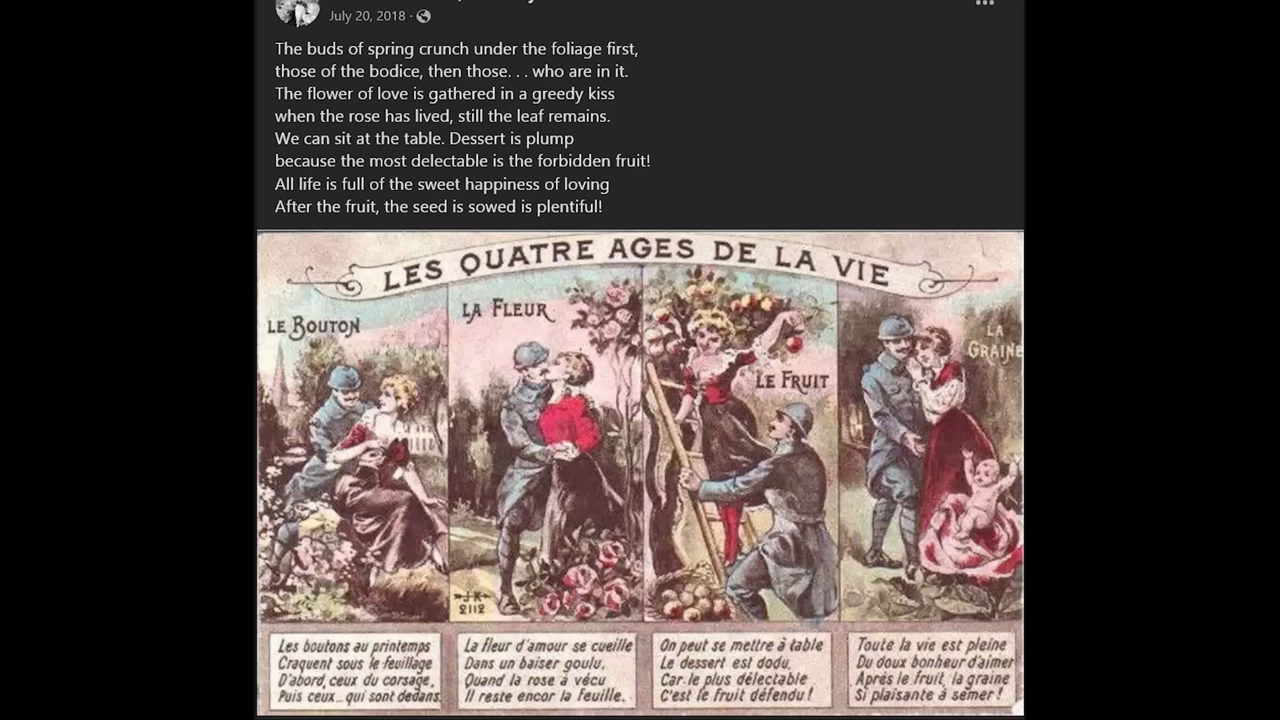 July 20, 2018
The buds of spring crunch under the foliage first,
those of the bodice, then those. . . who are in it.
The flower of love is gathered in a greedy kiss
when the rose has lived, still the leaf remains.
We can sit at the table. Dessert is plump
because the most delectable is the forbidden fruit!
All life is full of the sweet happiness of loving
After the fruit, the seed is sowed is plentiful!
LES QUATRE AGES DE LA VIE
LE BOUTON
LA FLEUR
LE FRUIT
LA GRAINE
JK
2112
Les boutons au printemps
Craquent sous le feuillage
D'abord, ceux du corsage,
Puis ceux... qui sont dedans.
La fleur d'amour se cueille
Dans un baiser goulu,
Quand la rose a vécu
Il reste encor la feuille.
On peut se mettre à table
Le dessert est dodu,
Car le plus délectable
C'est le fruit défendu!
Toute la vie est pleine
Du doux bonheur d'aimer
Après le fruit, la graine
Si plaisante à semer!